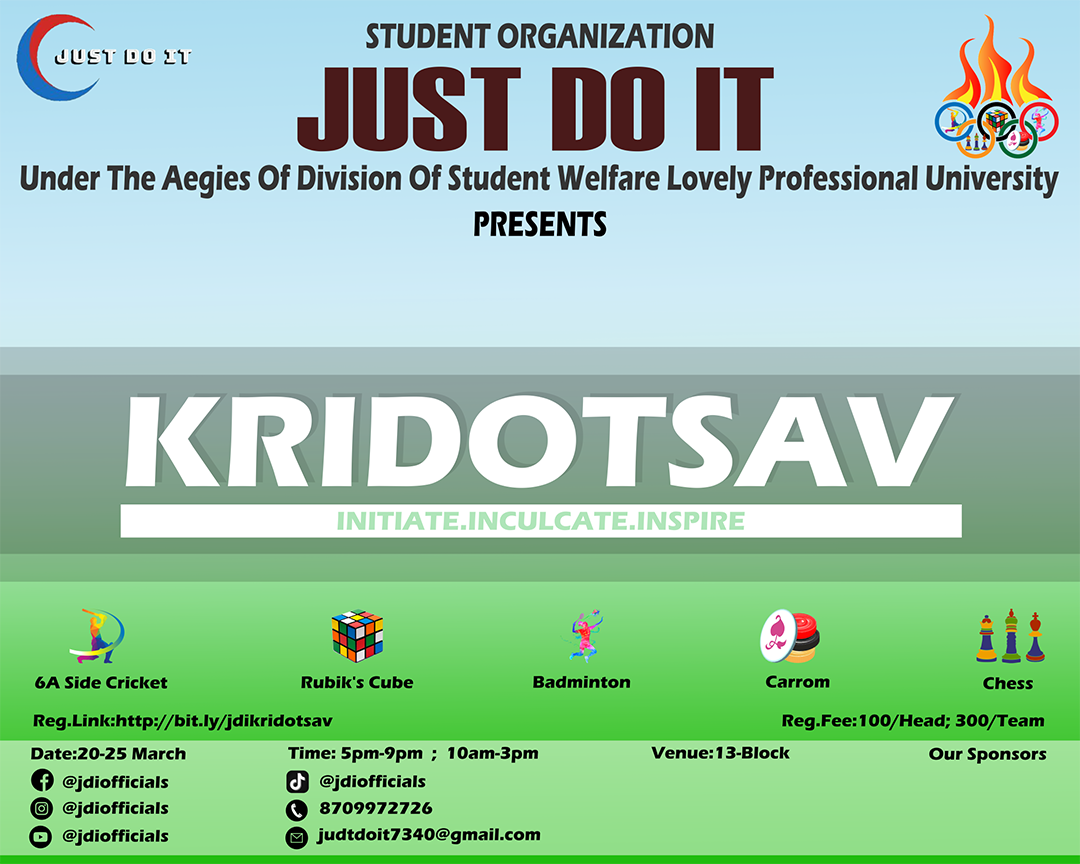 JUST DO IT
STUDENT ORGANIZATION
JUST DO IT
Under The Aegies Of Division Of Student Welfare Lovely Professional University
PRESENTS
KRIDOTSAV
INITIATE.INCULCATE.INSPIRE
6A Side Cricket
Rubik's Cube
Badminton
Carrom
Chess
Reg.Link:http://bit.ly/jdikridotsav
Reg.Fee:100/Head; 300/Team
Date:20-25 March
Time: 5pm-9pm ; 10am-3pm
Venue:13-Block
Our Sponsors
@jdiofficials
@jdiofficials
@jdiofficials
8709972726
@jdiofficials
judtdoit7340@gmail.com